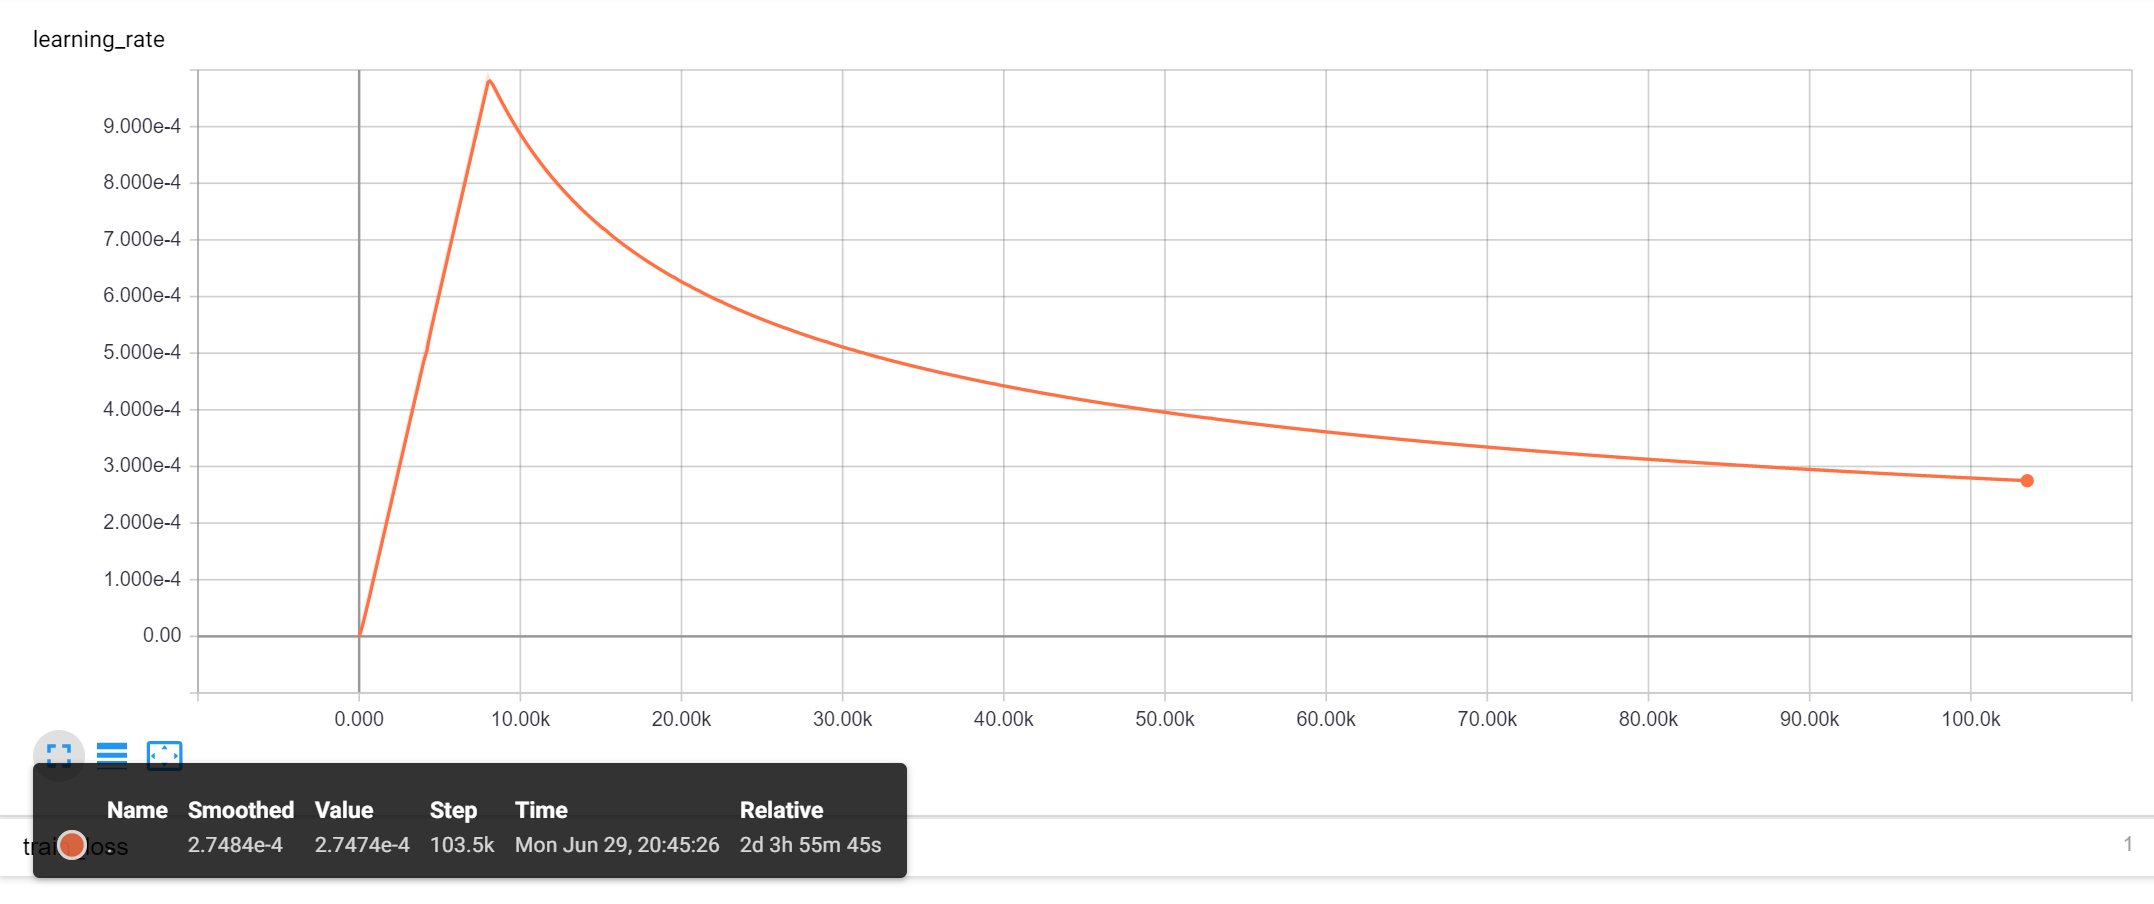 learning_rate
9.000e-4
8.000e-4
7.000e-4
6.000e-4
5.000e-4
4.000e-4
3.000e-4
2.000e-4
1.000e-4
0.00
0.000 10.00k 20.00k 30.00k 40.00k 50.00k 60.00k 70.00k 80.00k 90.00k 100.0k
Name Smoothed Value Step Time Relative
. 2.7484e-4 2.7474e-4 103.5k Mon Jun 29, 20:45:26 2d 3h 55m 45s
train_loss 1